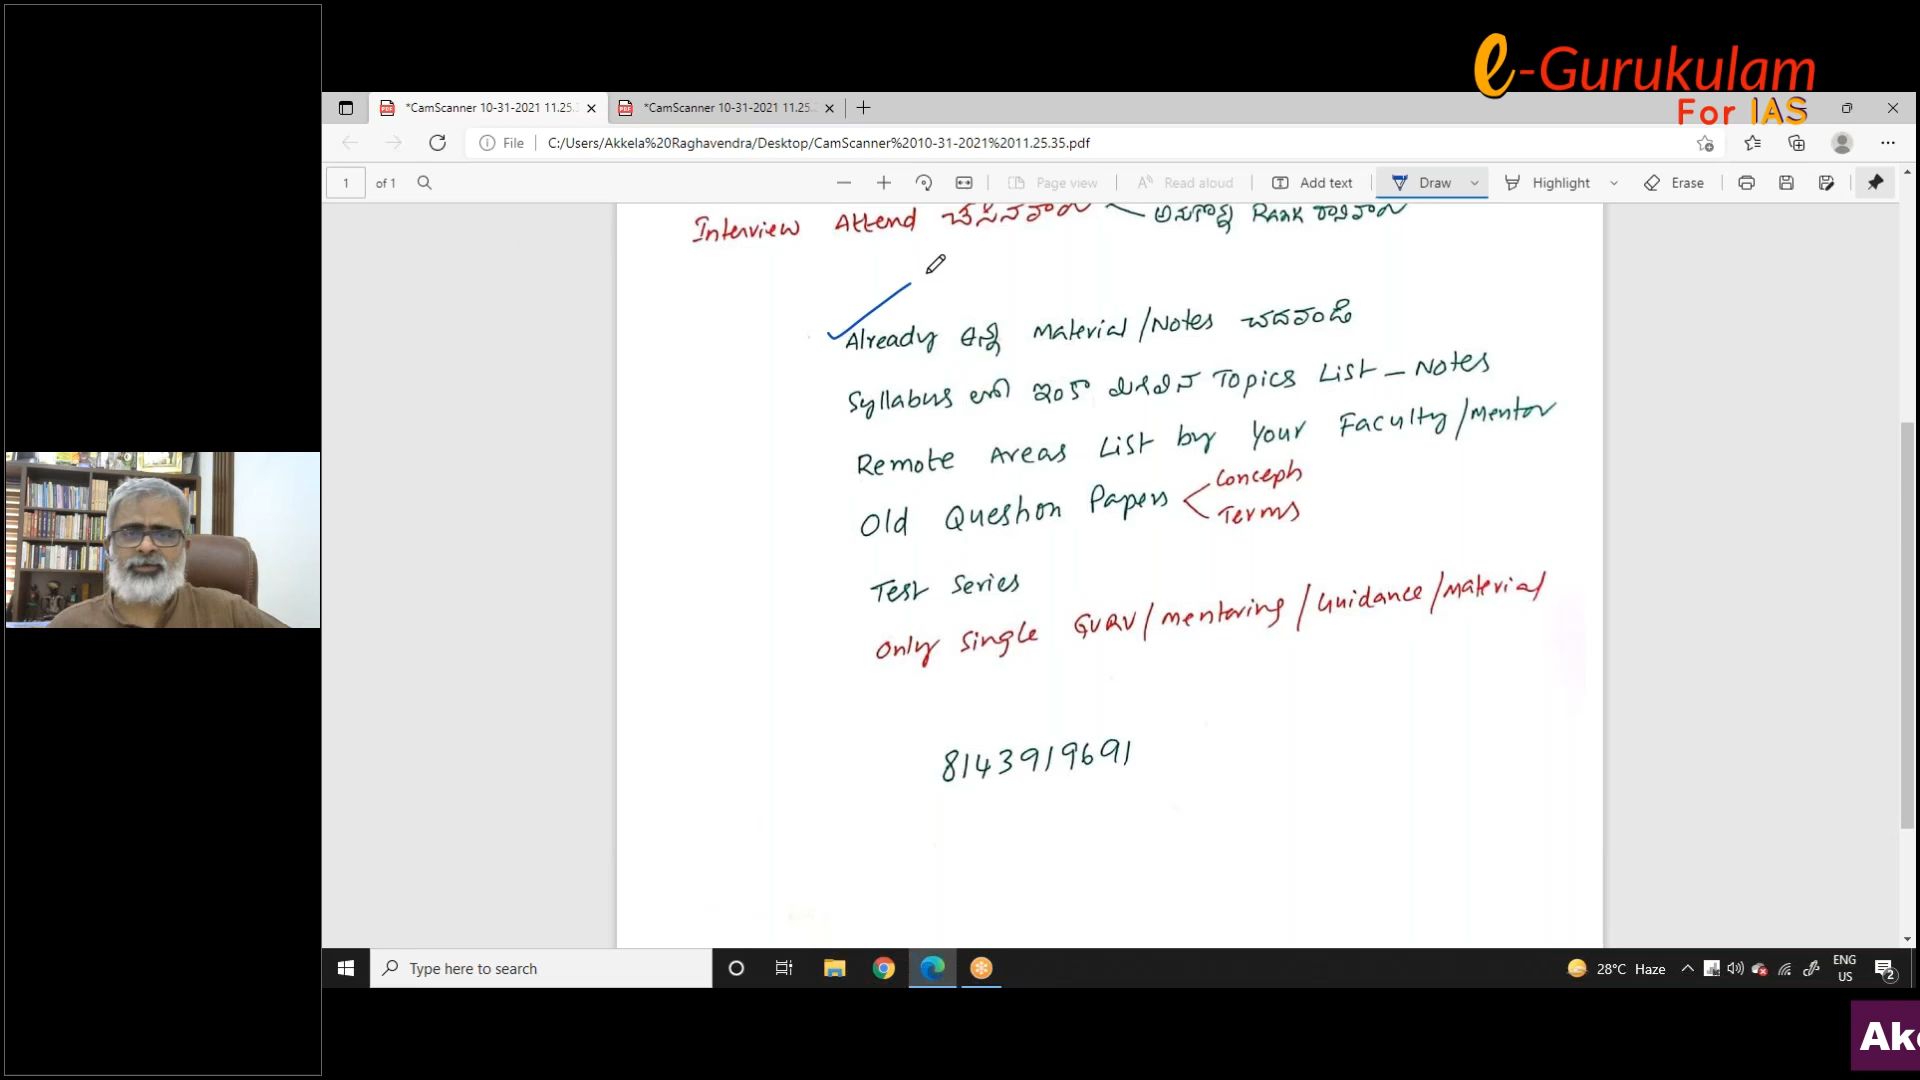 e-Gurukulam
For IAS
*CamScanner 10-31-2021 11.25.
*CamScanner 10-31-2021 11.25.
File
C:/Users/Akkela%20Raghavendra/Desktop/CamScanner%2010-31-2021%2011.25.35.pdf
1 of 1
Page view
Read aloud
Add text
Draw
Highlight
Erase
Interview Attend చేసినవారు
Rank రానివారు
Already ఉన్న Material/Notes చదవండి
Syllabus లో ఇంకా మిగిలిన Topics List – Notes
Remote Areas List by Your Faculty/Mentor
Old Question Papers
Concepts
Terms
Test Series
Only Single GURU/Mentoring/Guidance/Material
8143919691
Type here to search
28°C Haze
ENG
US
2